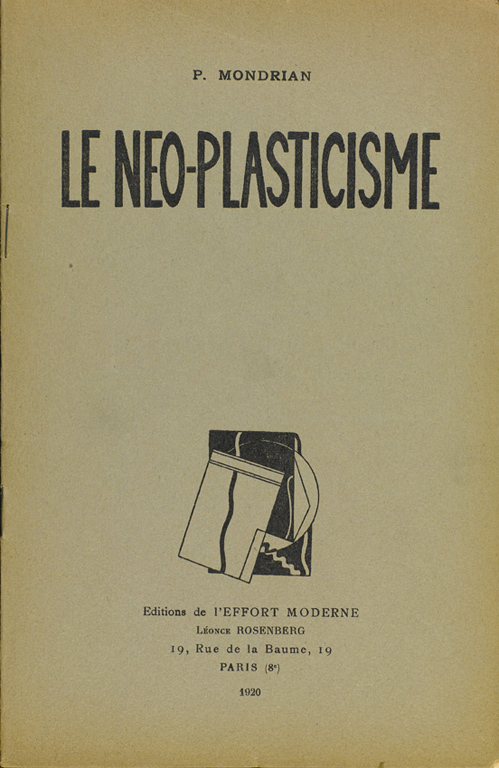 P. MONDRIAN
LE NEO-PLASTICISME
Editions de l'EFFORT MODERNE
LÉONCE ROSENBERG
19, Rue de la Baume, 19
PARIS (8ᵉ)
1920